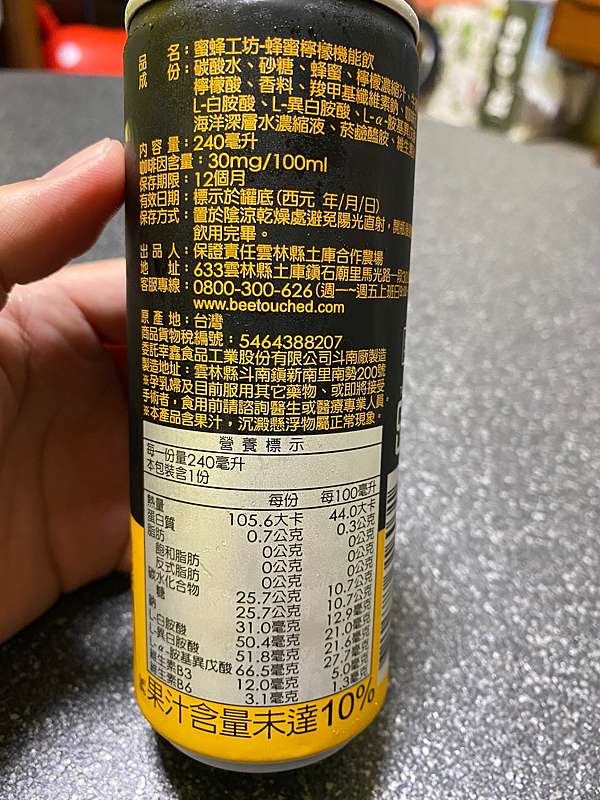 品　　名：蜜蜂工坊-蜂蜜檸檬機能飲
成　　份：碳酸水、砂糖、蜂蜜、檸檬濃縮汁、
檸檬酸、香料、羧甲基纖維素鈉、
L-白胺酸、L-異白胺酸、L-α-胺基異戊
海洋深層水濃縮液、菸鹼醯胺、維生
內 容 量：240毫升
咖啡因含量：30mg/100ml
保存期限：12個月
有效日期：標示於罐底(西元 年/月/日)
保存方式：置於陰涼乾燥處避免陽光直射，開
飲用完畢。
出 品 人：保證責任雲林縣土庫合作農場
地　　址：633雲林縣土庫鎮石廟里馬光路一段
客服專線：0800-300-626(週一~週五上班日
www.beetouched.com
原 產 地：台灣
商品貨物稅編號：5464388207
委託幸鑫食品工業股份有限公司斗南廠製造
製造地址：雲林縣斗南鎮新南里南勢200號
※孕乳婦及目前服用其它藥物、或即將接受
手術者，食用前請諮詢醫生或醫療專業人員。
※本產品含果汁，沉澱懸浮物屬正常現象。
營 養 標 示
每一份量240毫升
本包裝含1份
每份　每100毫升
熱量　105.6大卡　44.0大卡
蛋白質　0.7公克　0.3公克
脂肪　0公克　0公克
飽和脂肪　0公克　0公克
反式脂肪　0公克　0公克
碳水化合物　25.7公克　10.7公克
糖　25.7公克　10.7公克
鈉　31.0毫克　12.9毫克
L-白胺酸　50.4毫克　21.0毫克
L-異白胺酸　51.8毫克　21.6毫克
L-α-胺基異戊酸　66.5毫克　27.7毫克
維生素B3　12.0毫克　5.0毫克
維生素B6　3.1毫克　1.3毫克
果汁含量未達10%